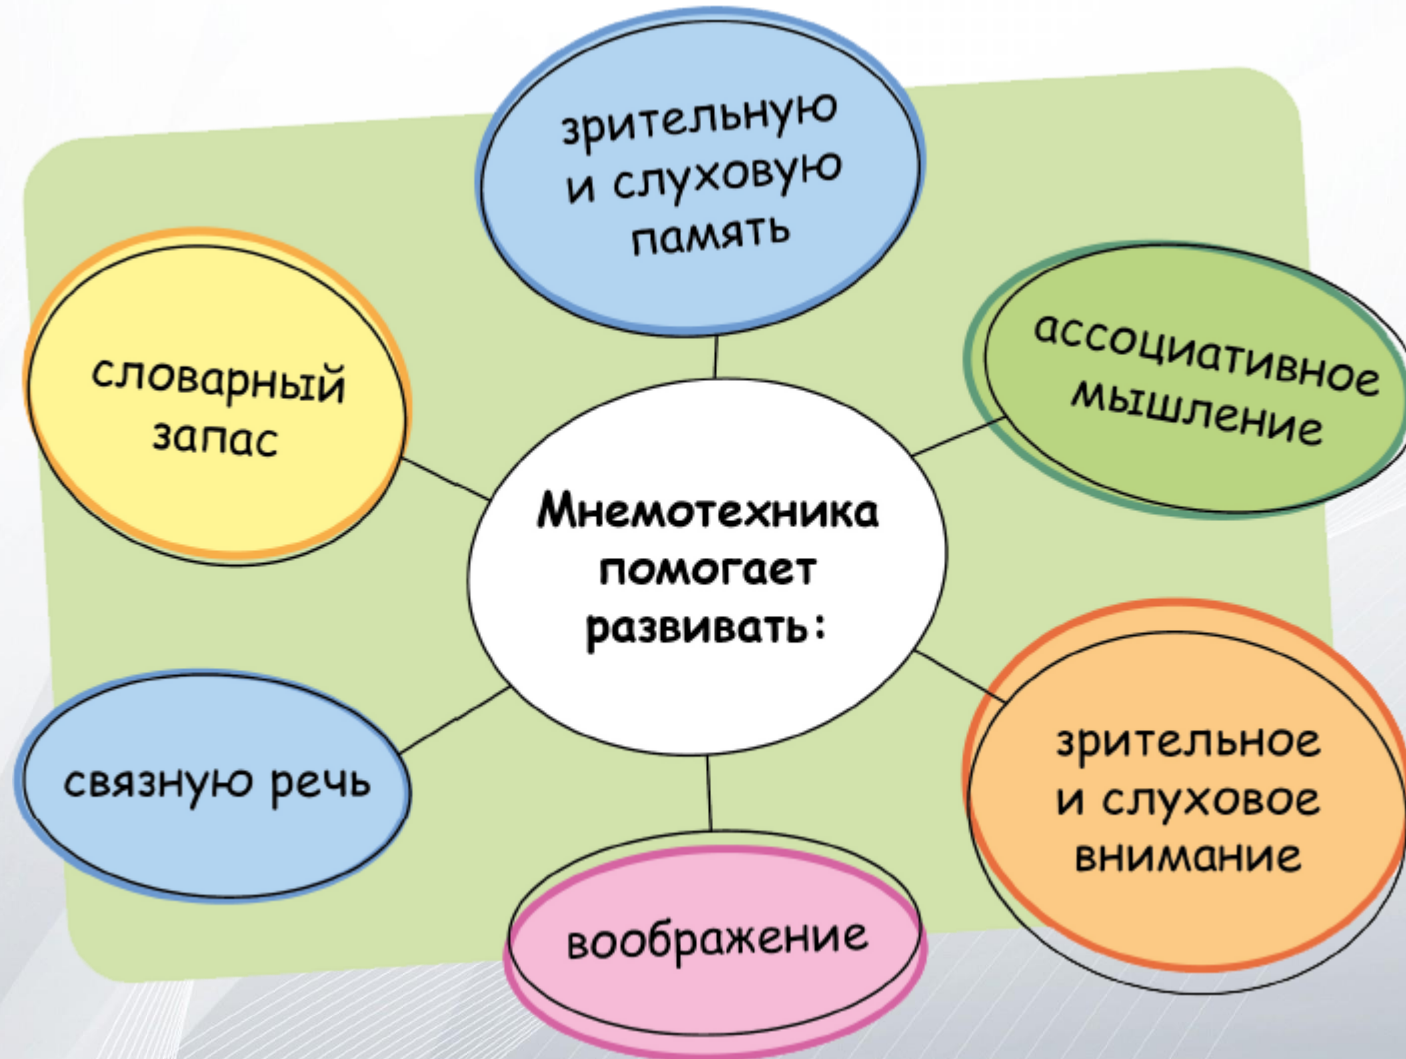 зрительную
и слуховую
память
ассоциативное
мышление
словарный
запас
Мнемотехника
помогает
развивать:
зрительное
и слуховое
внимание
связную речь
воображение